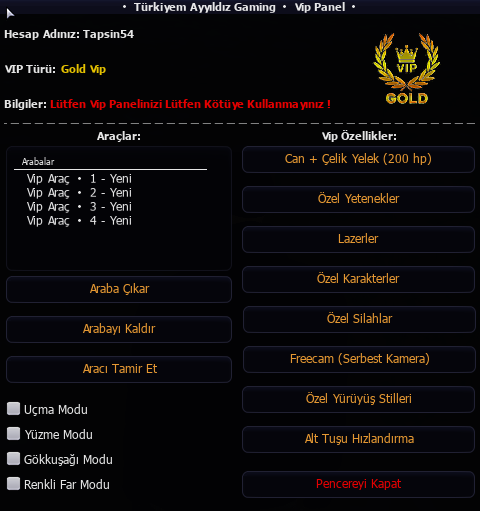 • Türkiyem Ayyıldız Gaming • Vip Panel •
Hesap Adınız: Tapsin54
VIP Türü: Gold Vip
VIP
GOLD
Bilgiler: Lütfen Vip Panelinizi Lütfen Kötüye Kullanmayınız !
Araçlar:
Arabalar
Vip Araç • 1 - Yeni
Vip Araç • 2 - Yeni
Vip Araç • 3 - Yeni
Vip Araç • 4 - Yeni
Araba Çıkar
Arabayı Kaldır
Aracı Tamir Et
Uçma Modu
Yüzme Modu
Gökkuşağı Modu
Renkli Far Modu
Vip Özellikler:
Can + Çelik Yelek (200 hp)
Özel Yetenekler
Lazerler
Özel Karakterler
Özel Silahlar
Freecam (Serbest Kamera)
Özel Yürüyüş Stilleri
Alt Tuşu Hızlandırma
Pencereyi Kapat